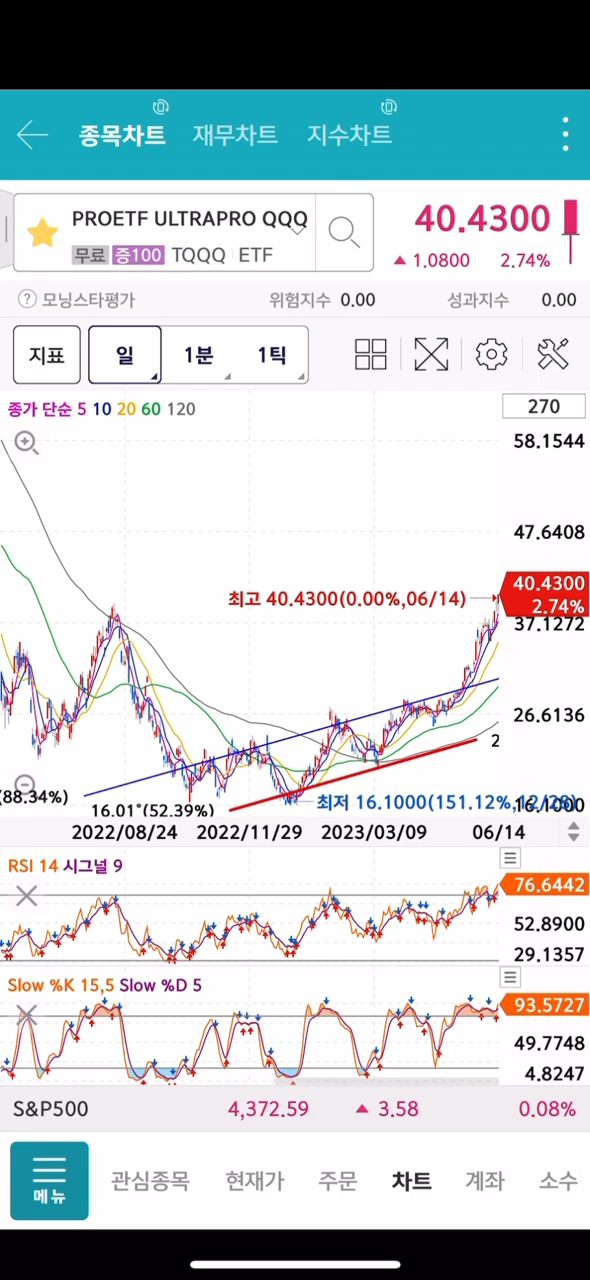 종목차트 재무차트 지수차트
PROETF ULTRAPRO QQQ
무료 증100 TQQQ ETF
40.4300
▲ 1.0800 2.74%
? 모닝스타평가 위험지수 0.00 성과지수 0.00
지표 일 1분 1틱
종가 단순 5 10 20 60 120
270
58.1544
47.6408
최고 40.4300(0.00%,06/14)
40.4300
2.74%
37.1272
26.6136
2
(88.34%)
16.01 (52.39%)
최저 16.1000(151.12%,12/28)
16.1000
2022/08/24 2022/11/29 2023/03/09 06/14
RSI 14 시그널 9
76.6442
52.8900
29.1357
Slow %K 15,5 Slow %D 5
93.5727
49.7748
4.8247
S&P500 4,372.59 ▲ 3.58 0.08%
메뉴 관심종목 현재가 주문 차트 계좌 소수